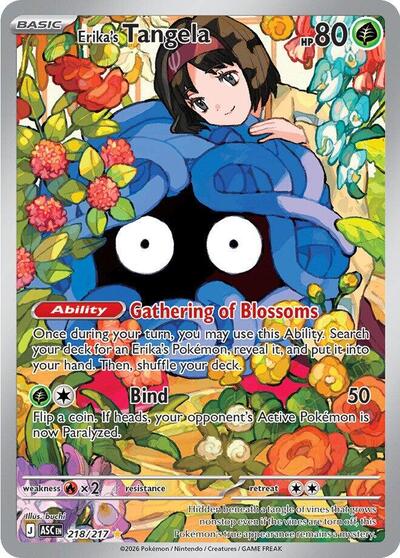 BASIC
Erika's Tangela HP 80
Ability Gathering of Blossoms
Once during your turn, you may use this Ability. Search
your deck for an Erika's Pokémon, reveal it, and put it into
your hand. Then, shuffle your deck.
Bind 50
Flip a coin. If heads, your opponent's Active Pokémon is
now Paralyzed.
weakness ×2 resistance retreat
Illus. buchi
J ASC EN 218/217
Hidden beneath a tangle of vines that grows
nonstop even if the vines are torn off, this
Pokémon's true appearance remains a mystery.
©2026 Pokémon / Nintendo / Creatures / GAME FREAK